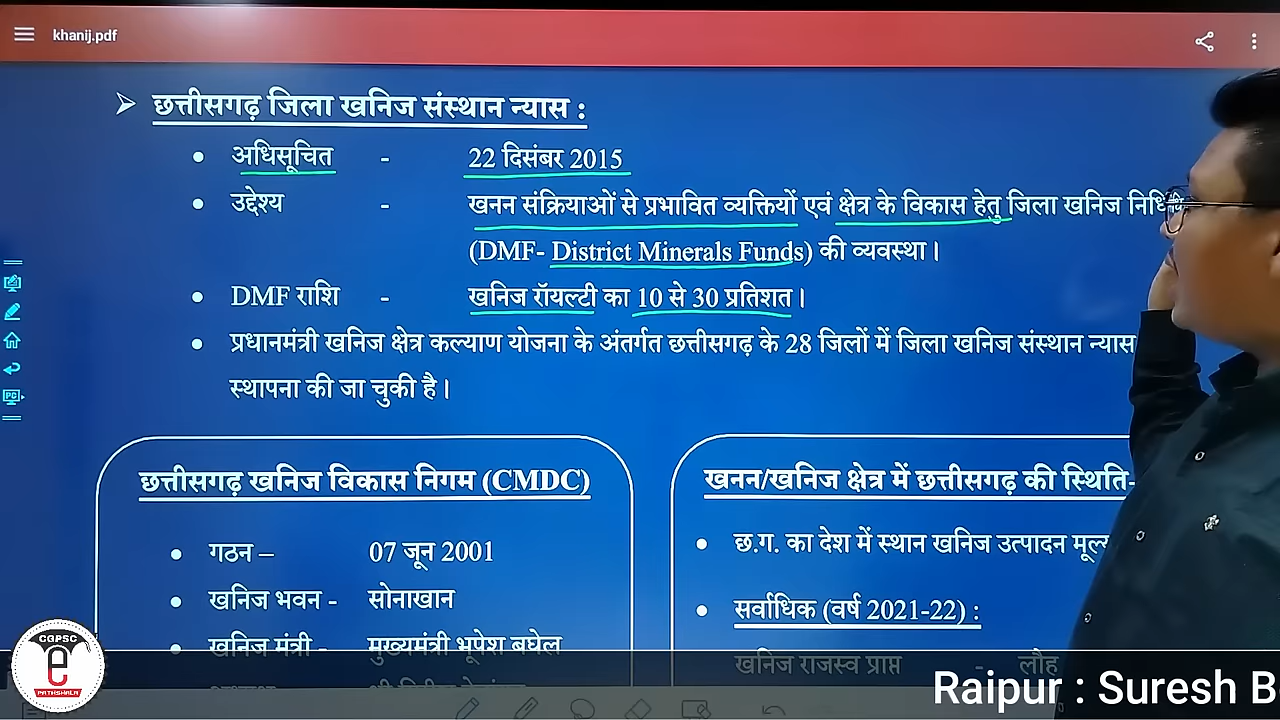 khanij.pdf
छत्तीसगढ़ जिला खनिज संस्थान न्यास :
अधिसूचित - 22 दिसंबर 2015
उद्देश्य - खनन संक्रियाओं से प्रभावित व्यक्तियों एवं क्षेत्र के विकास हेतु जिला खनिज निधि
(DMF- District Minerals Funds) की व्यवस्था।
DMF राशि - खनिज रॉयल्टी का 10 से 30 प्रतिशत।
प्रधानमंत्री खनिज क्षेत्र कल्याण योजना के अंतर्गत छत्तीसगढ़ के 28 जिलों में जिला खनिज संस्थान न्यास
स्थापना की जा चुकी है।
छत्तीसगढ़ खनिज विकास निगम (CMDC)
गठन – 07 जून 2001
खनिज भवन - सोनाखान
खनिज मंत्री - मुख्यमंत्री भूपेश बघेल
खनन/खनिज क्षेत्र में छत्तीसगढ़ की स्थिति-
छ.ग. का देश में स्थान खनिज उत्पादन मूल्य
सर्वाधिक (वर्ष 2021-22) :
खनिज राजस्व प्राप्त - लौह
CGPSC
e
PATHSHALA
Raipur : Suresh B